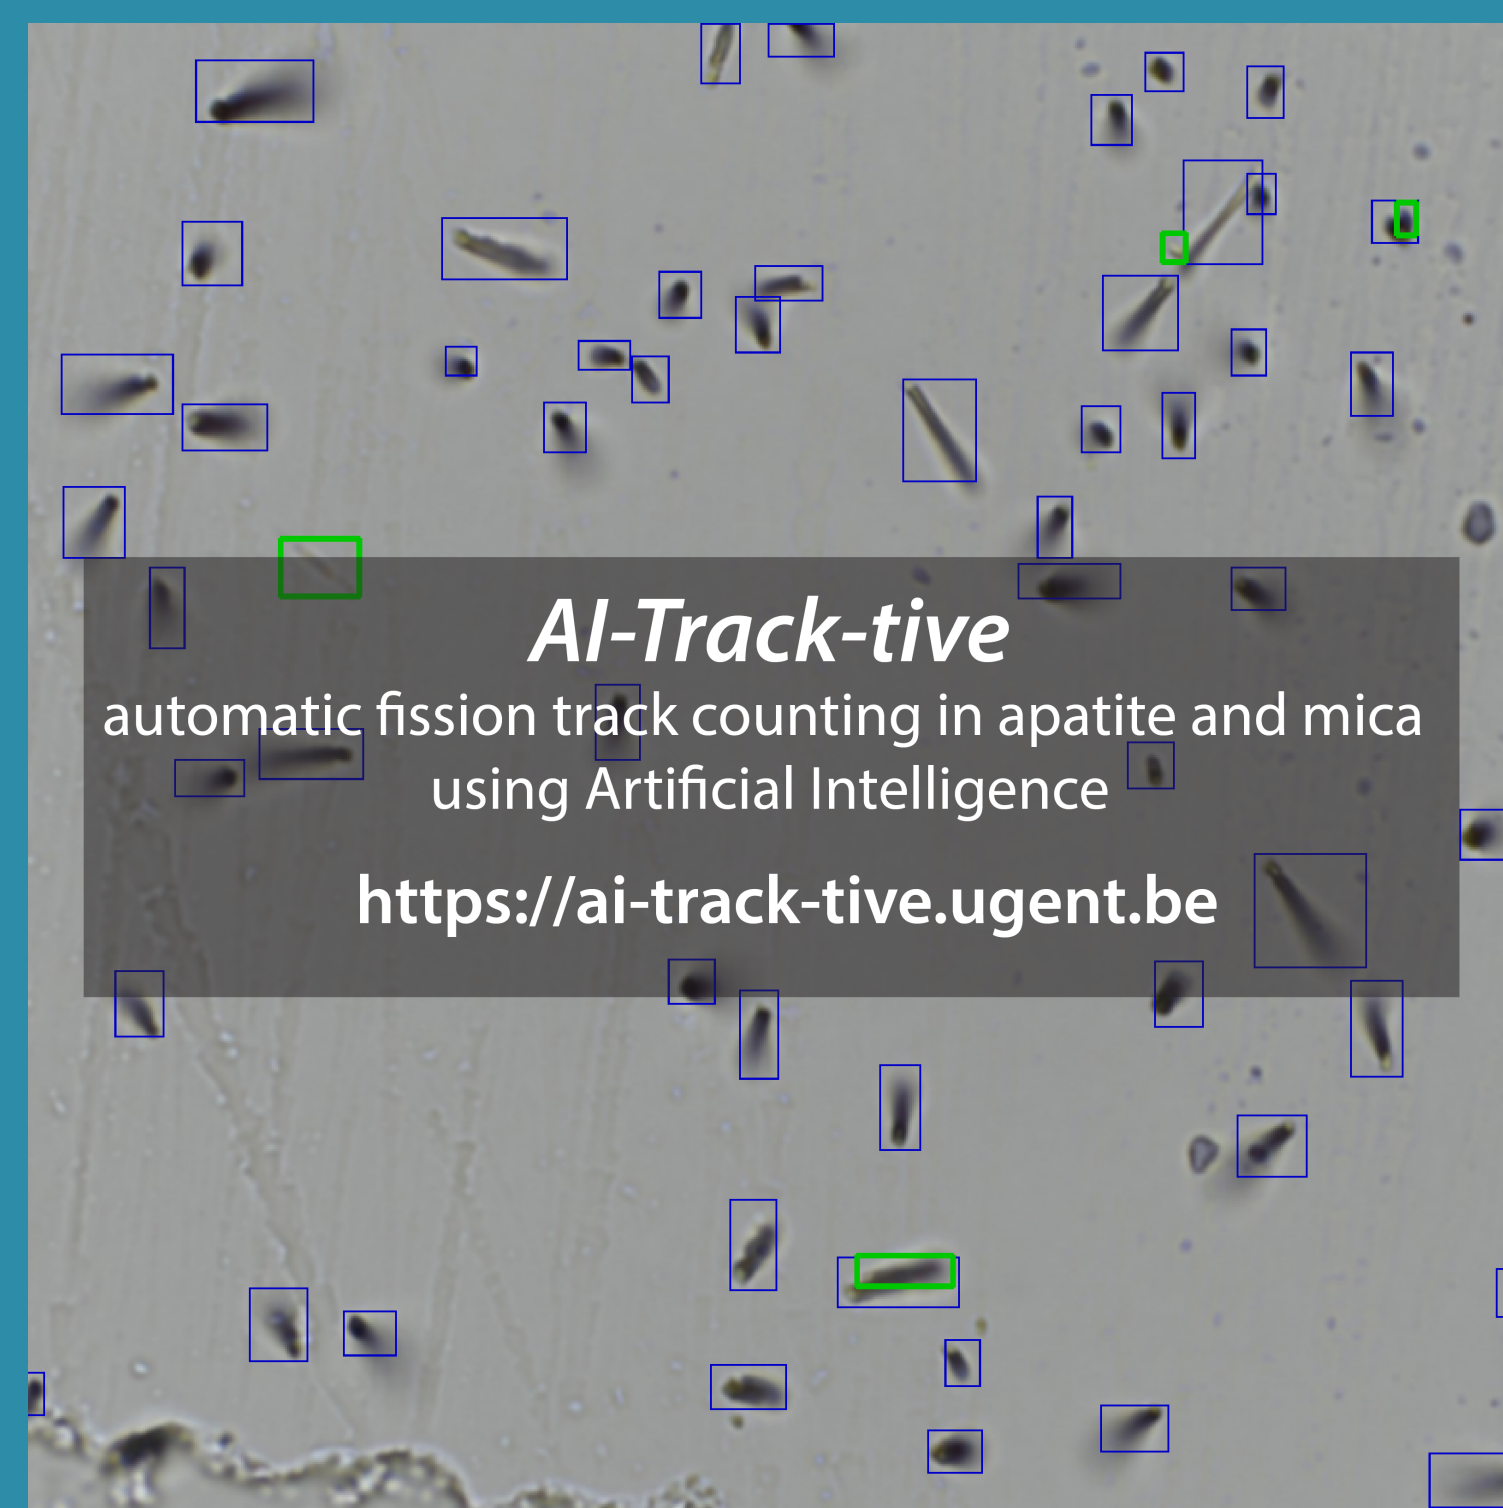 AI-Track-tive
automatic fission track counting in apatite and mica
using Artificial Intelligence
https://ai-track-tive.ugent.be